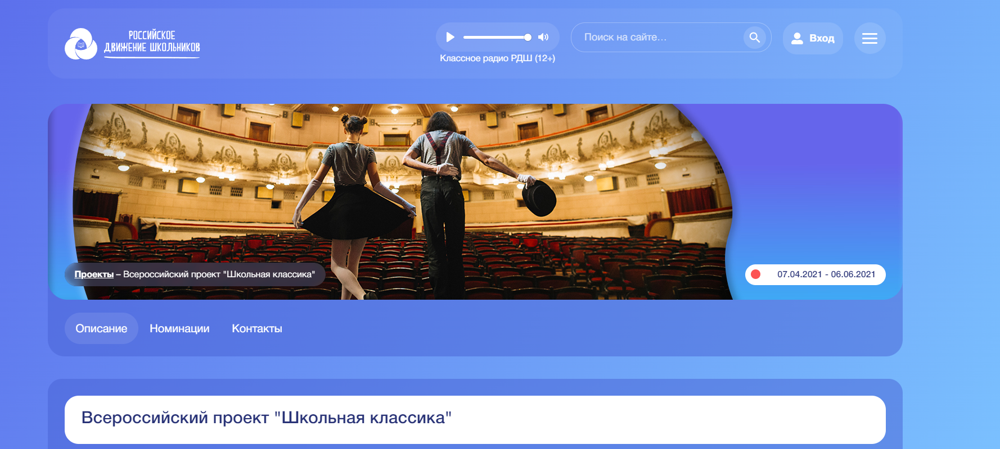 РОССИЙСКОЕ
ДВИЖЕНИЕ ШКОЛЬНИКОВ
Классное радио РДШ (12+)
Поиск на сайте...
Вход
Проекты – Всероссийский проект "Школьная классика"
07.04.2021 - 06.06.2021
Описание
Номинации
Контакты
Всероссийский проект "Школьная классика"